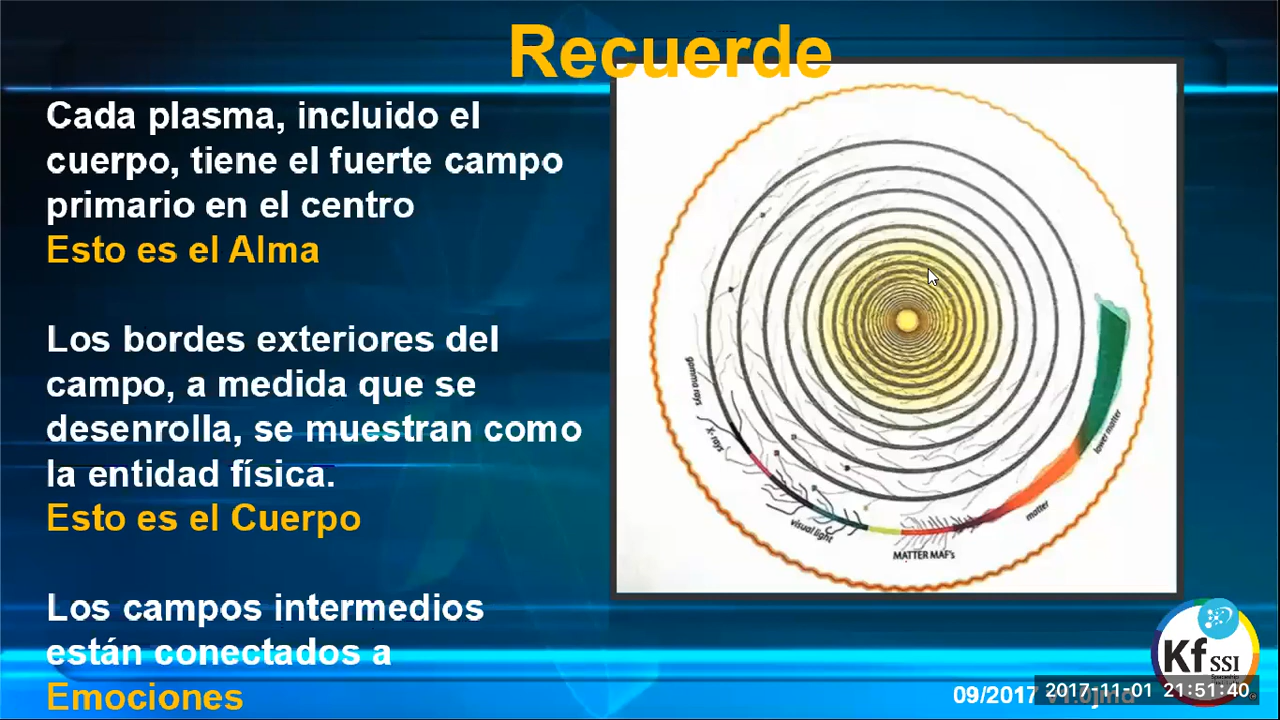 Recuerde
Cada plasma, incluido el
cuerpo, tiene el fuerte campo
primario en el centro
Esto es el Alma
Los bordes exteriores del
campo, a medida que se
desenrolla, se muestran como
la entidad física.
Esto es el Cuerpo
Los campos intermedios
están conectados a
Emociones
gamma rays
X-rays
visual light
MATTER MAF's
matter
lower matter
Kf SSI
Spaceship
09/2017
2017-11-01 21:51:40